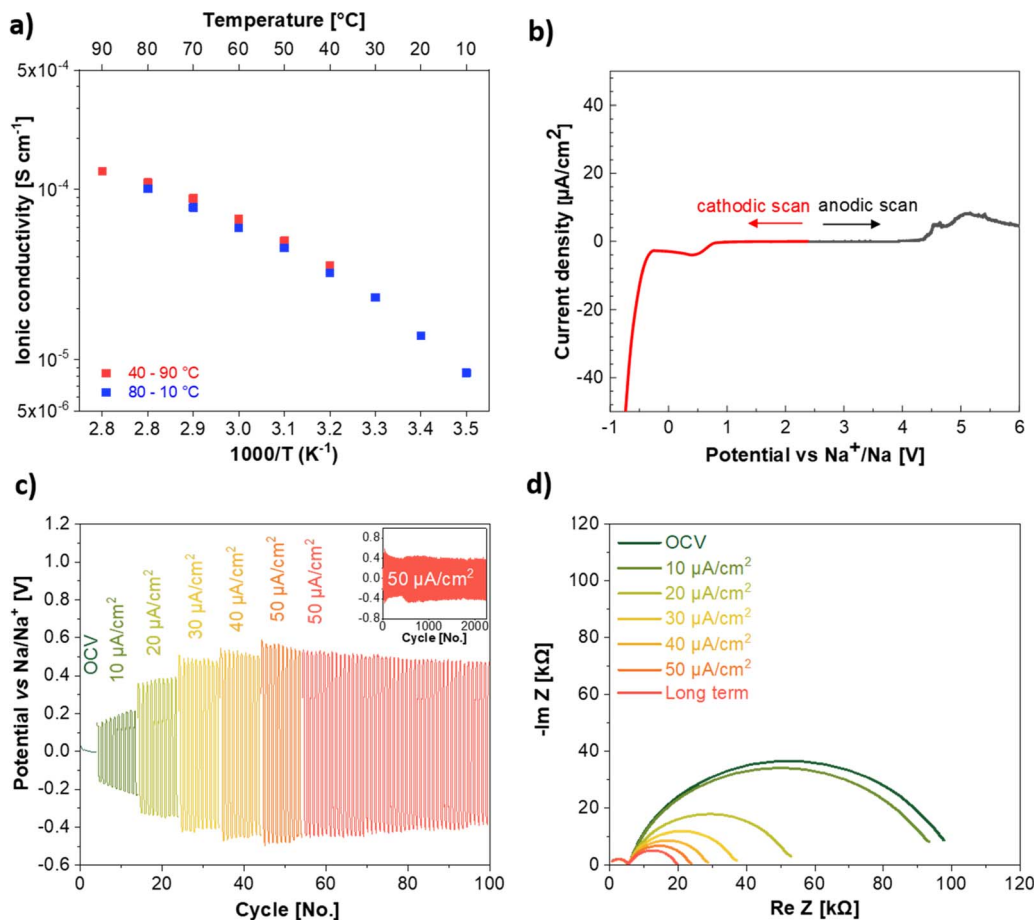 a)
Temperature [°C]
90 80 70 60 50 40 30 20 10
5x10⁻⁴
10⁻⁴
10⁻⁵
5x10⁻⁶
Ionic conductivity [S cm⁻¹]
40 - 90 °C
80 - 10 °C
2.8 2.8 2.9 3.0 3.1 3.2 3.3 3.4 3.5
1000/T (K⁻¹)
b)
Current density [µA/cm²]
40
20
0
-20
-40
cathodic scan
anodic scan
-1 0 1 2 3 4 5 6
Potential vs Na⁺/Na [V]
c)
Potential vs Na/Na⁺ [V]
1.2
1.0
0.8
0.6
0.4
0.2
0.0
-0.2
-0.4
-0.6
OCV
10 µA/cm²
20 µA/cm²
30 µA/cm²
40 µA/cm²
50 µA/cm²
50 µA/cm²
0.8
0.4
0.0
-0.4
-0.8
50 µA/cm²
0 1000 2000
Cycle [No.]
0 20 40 60 80 100
Cycle [No.]
d)
-Im Z [kΩ]
120
100
80
60
40
20
0
OCV
10 µA/cm²
20 µA/cm²
30 µA/cm²
40 µA/cm²
50 µA/cm²
Long term
0 20 40 60 80 100 120
Re Z [kΩ]